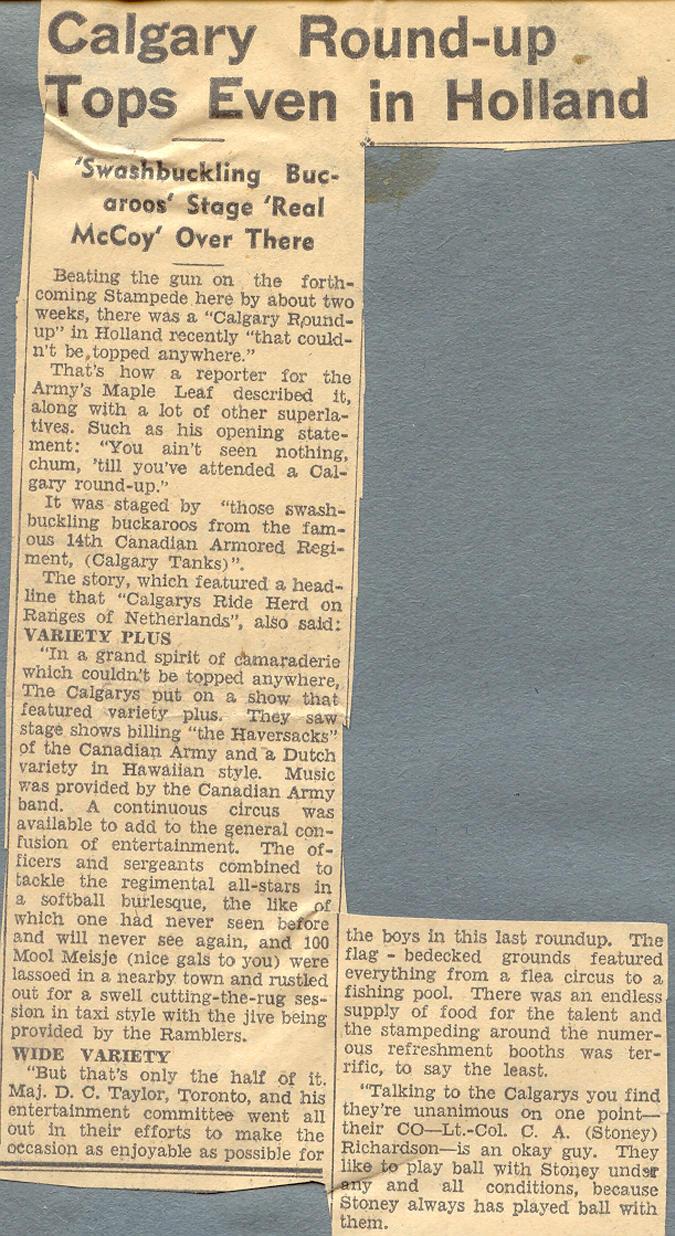 Calgary Round-up
Tops Even in Holland
'Swashbuckling Buc-
aroos' Stage 'Real
McCoy' Over There
Beating the gun on the forth-
coming Stampede here by about two
weeks, there was a "Calgary Round-
up" in Holland recently "that could-
n't be topped anywhere."
That's how a reporter for the
Army's Maple Leaf described it,
along with a lot of other superla-
tives. Such as his opening state-
ment: "You ain't seen nothing,
chum, 'till you've attended a Cal-
gary round-up."
It was staged by "those swash-
buckling buckaroos from the fam-
ous 14th Canadian Armored Regi-
ment, (Calgary Tanks)".
The story, which featured a head-
line that "Calgarys Ride Herd on
Ranges of Netherlands", also said:
VARIETY PLUS
"In a grand spirit of camaraderie
which couldn't be topped anywhere,
The Calgarys put on a show that
featured variety plus. They saw
stage shows billing "the Haversacks"
of the Canadian Army and a Dutch
variety in Hawaiian style. Music
was provided by the Canadian Army
band. A continuous circus was
available to add to the general con-
fusion of entertainment. The of-
ficers and sergeants combined to
tackle the regimental all-stars in
a softball burlesque, the like of
which one had never seen before
and will never see again, and 100
Mool Meisje (nice gals to you) were
lassoed in a nearby town and rustled
out for a swell cutting-the-rug ses-
sion in taxi style with the jive being
provided by the Ramblers.
WIDE VARIETY
"But that's only the half of it.
Maj. D. C. Taylor, Toronto, and his
entertainment committee went all
out in their efforts to make the
occasion as enjoyable as possible for
the boys in this last roundup. The
flag - bedecked grounds featured
everything from a flea circus to a
fishing pool. There was an endless
supply of food for the talent and
the stampeding around the numer-
ous refreshment booths was ter-
rific, to say the least.
"Talking to the Calgarys you find
they're unanimous on one point—
their CO—Lt.-Col. C. A. (Stoney)
Richardson—is an okay guy. They
like to play ball with Stoney under
any and all conditions, because
Stoney always has played ball with
them.